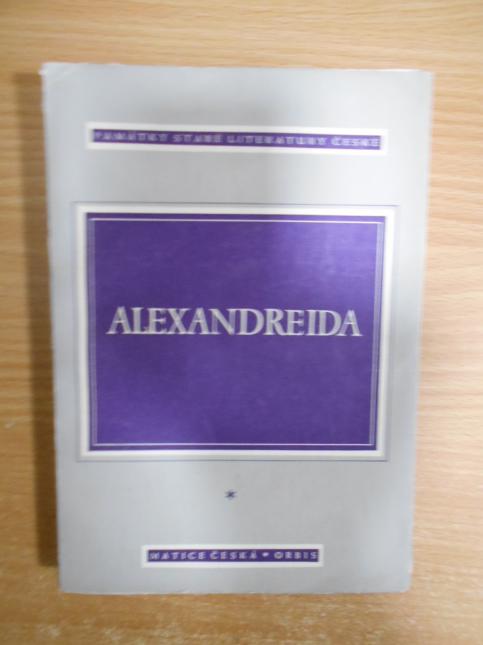 PAMÁTKY STARÉ LITERATURY ČESKÉ
ALEXANDREIDA
*
MATICE ČESKÁ • ORBIS